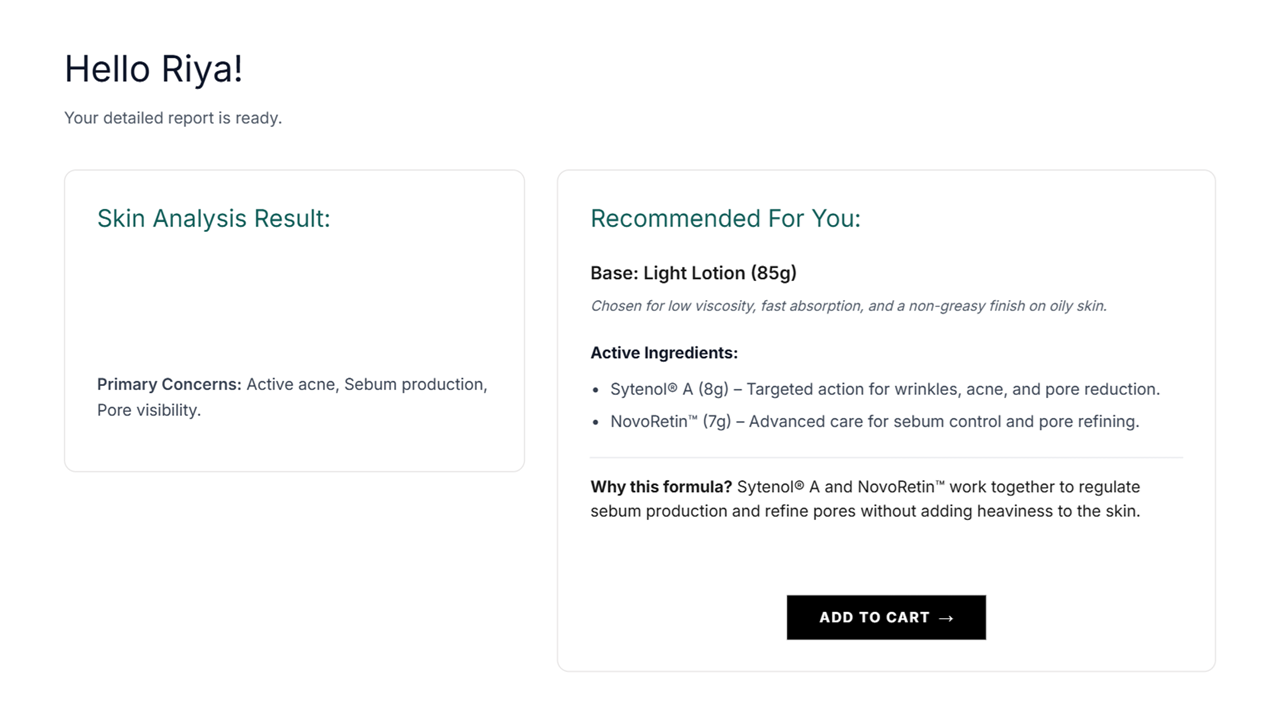 Hello Riya!
Your detailed report is ready.
Skin Analysis Result:
Primary Concerns: Active acne, Sebum production,
Pore visibility.
Recommended For You:
Base: Light Lotion (85g)
Chosen for low viscosity, fast absorption, and a non-greasy finish on oily skin.
Active Ingredients:
• Sytenol® A (8g) – Targeted action for wrinkles, acne, and pore reduction.
• NovoRetin™ (7g) – Advanced care for sebum control and pore refining.
Why this formula? Sytenol® A and NovoRetin™ work together to regulate
sebum production and refine pores without adding heaviness to the skin.
ADD TO CART →